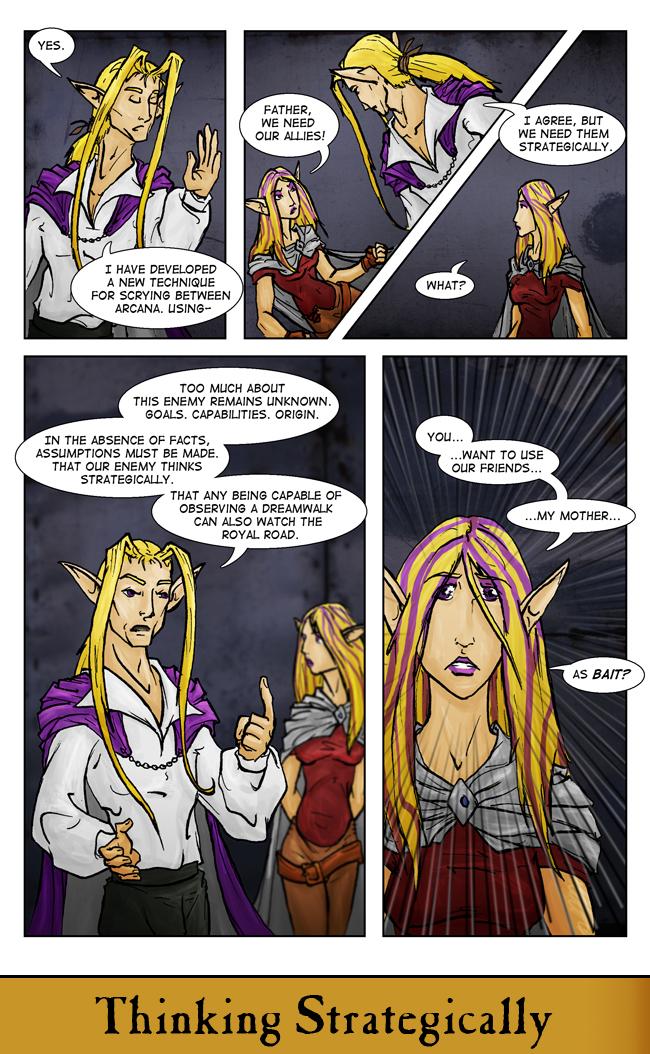 YES.
I HAVE DEVELOPED
A NEW TECHNIQUE
FOR SCRYING BETWEEN
ARCANA. USING-
FATHER,
WE NEED
OUR ALLIES!
I AGREE, BUT
WE NEED THEM
STRATEGICALLY.
WHAT?
TOO MUCH ABOUT
THIS ENEMY REMAINS UNKNOWN.
GOALS. CAPABILITIES. ORIGIN.
IN THE ABSENCE OF FACTS,
ASSUMPTIONS MUST BE MADE.
THAT OUR ENEMY THINKS
STRATEGICALLY.
THAT ANY BEING CAPABLE OF
OBSERVING A DREAMWALK
CAN ALSO WATCH THE
ROYAL ROAD.
YOU...
...WANT TO USE
OUR FRIENDS...
...MY MOTHER...
AS BAIT?
Thinking Strategically